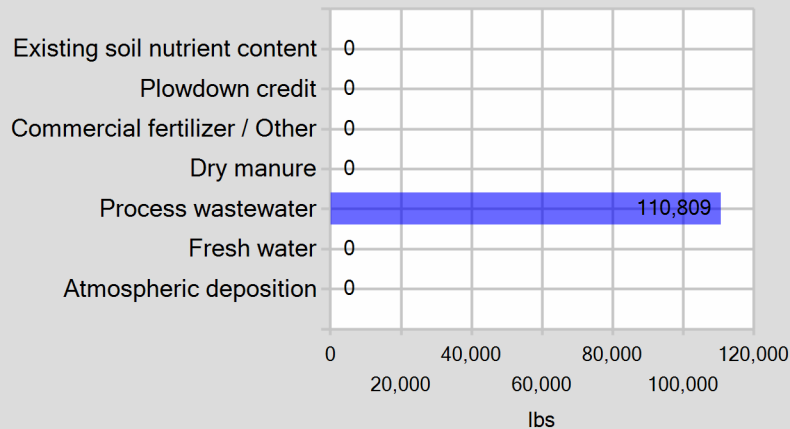 Existing soil nutrient content 0
Plowdown credit 0
Commercial fertilizer / Other 0
Dry manure 0
Process wastewater 110,809
Fresh water 0
Atmospheric deposition 0
0 40,000 80,000 120,000
20,000 60,000 100,000
lbs